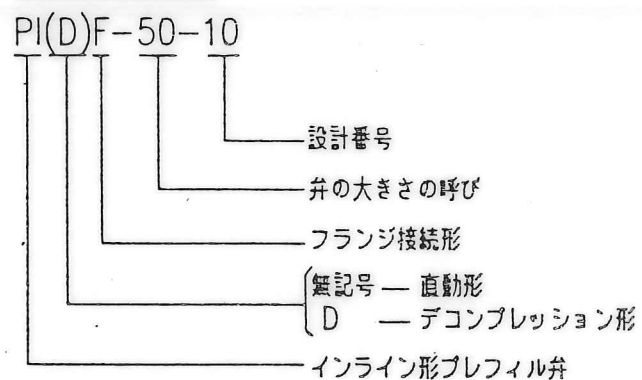 PI(D)F-50-10
設計番号
弁の大きさの呼び
フランジ接続形
無記号 — 直動形
D — デコンプレッション形
インライン形プレフィル弁